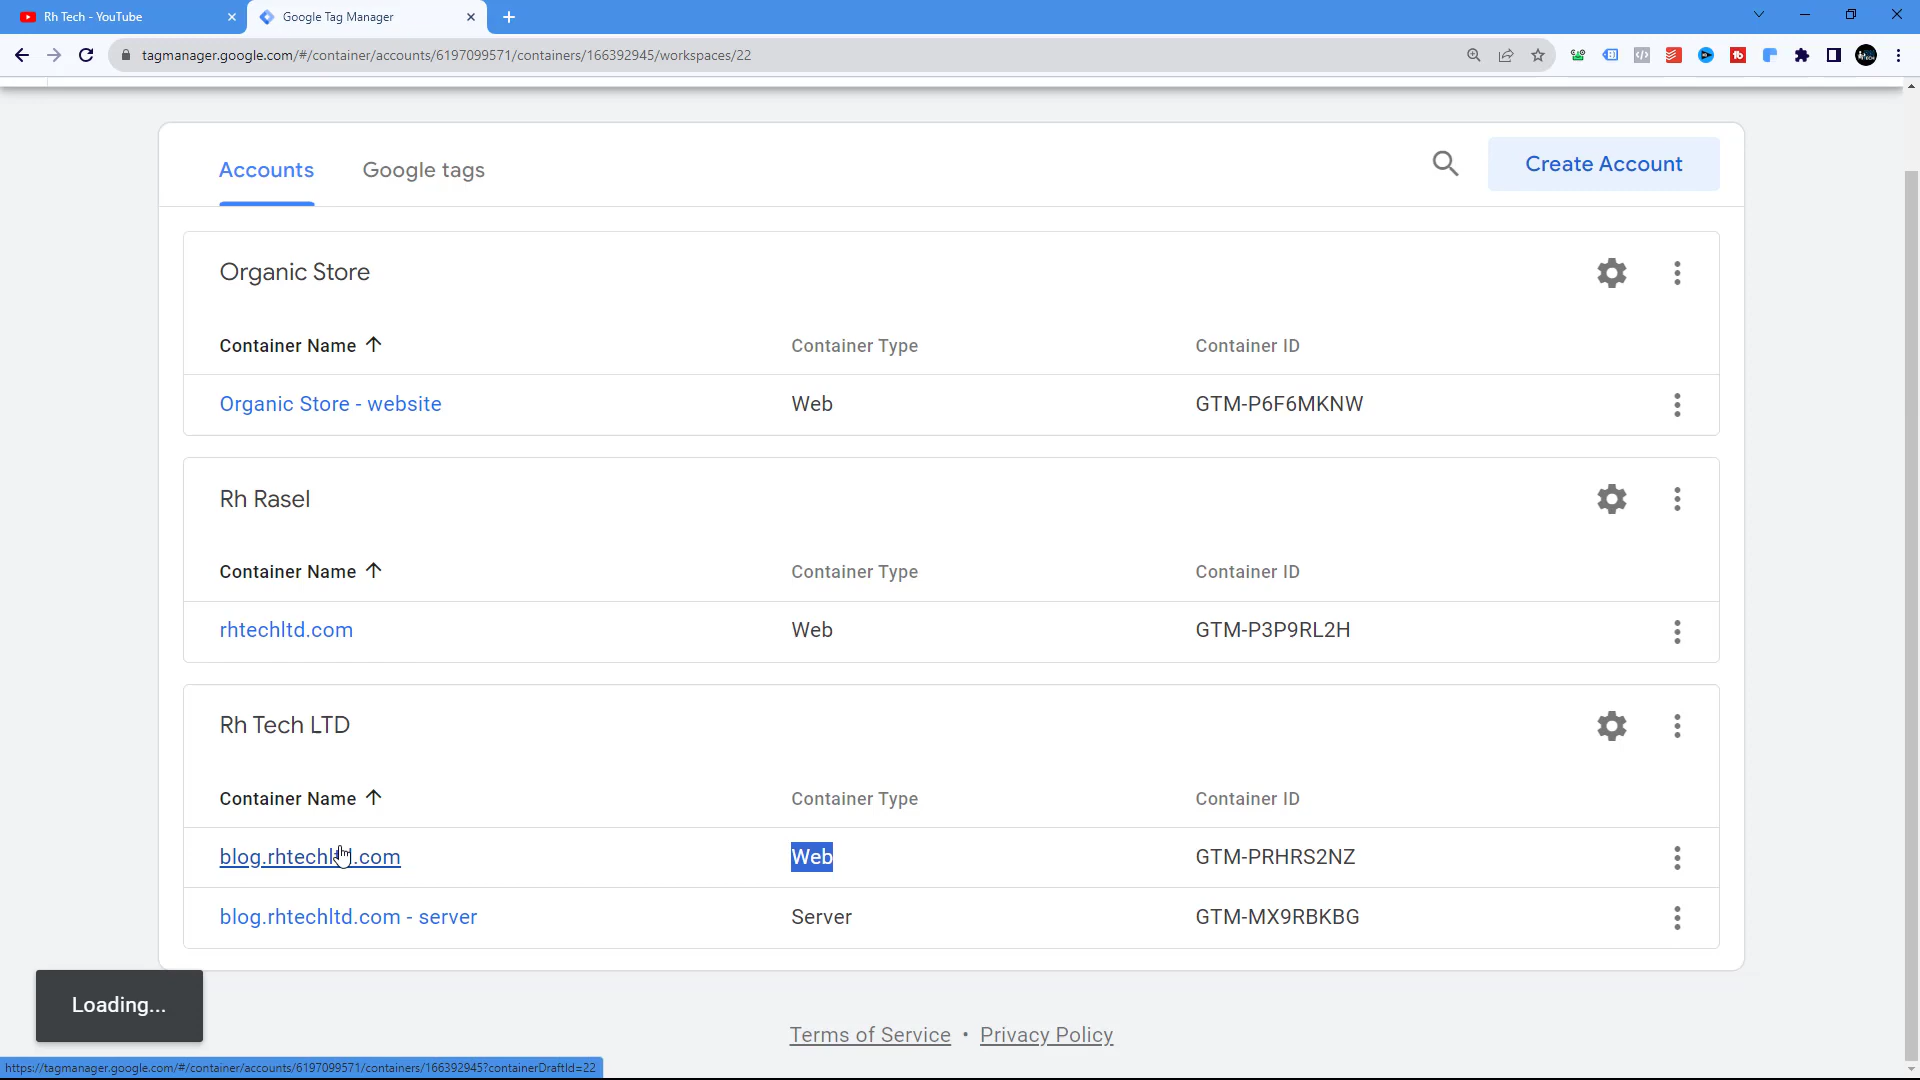 Rh Tech - YouTube
Google Tag Manager
tagmanager.google.com/#/container/accounts/6197099571/containers/166392945/workspaces/22
Accounts
Google tags
Create Account
Organic Store
Container Name
Container Type
Container ID
Organic Store - website
Web
GTM-P6F6MKNW
Rh Rasel
Container Name
Container Type
Container ID
rhtechltd.com
Web
GTM-P3P9RL2H
Rh Tech LTD
Container Name
Container Type
Container ID
blog.rhtechltd.com
Web
GTM-PRHRS2NZ
blog.rhtechltd.com - server
Server
GTM-MX9RBKBG
Loading...
Terms of Service • Privacy Policy
https://tagmanager.google.com/#/container/accounts/6197099571/containers/166392945?containerDraftId=22